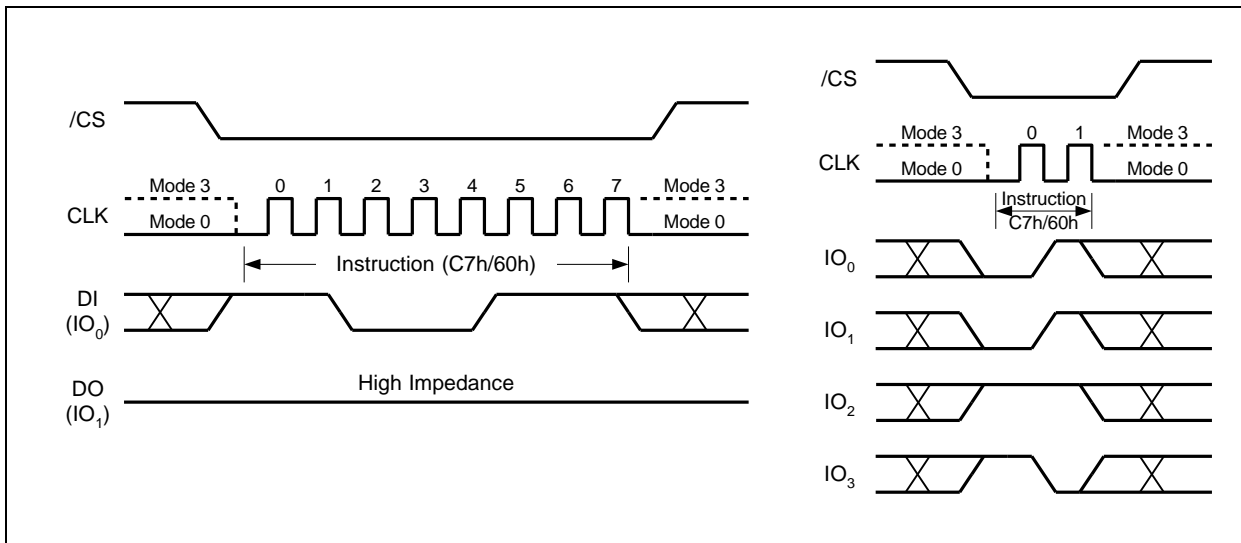 /CS
Mode 3
0 1 2 3 4 5 6 7
Mode 3
CLK
Mode 0
Mode 0
Instruction (C7h/60h)
DI
(IO0)
High Impedance
DO
(IO1)
/CS
Mode 3
0 1
Mode 3
CLK
Mode 0
Mode 0
Instruction
C7h/60h
IO0
IO1
IO2
IO3